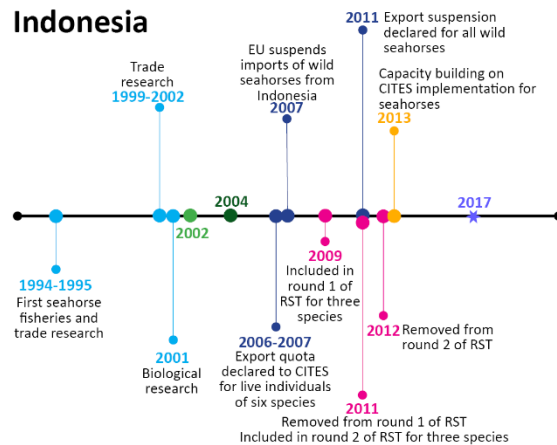 Indonesia
2011
Export suspension
declared for all wild
seahorses
EU suspends
imports of wild
seahorses from
Indonesia
2007
Trade
research
1999-2002
Capacity building on
CITES implementation for
seahorses
2013
2004
2017
2002
1994-1995
First seahorse
fisheries and
trade research
2001
Biological
research
2006-2007
Export quota
declared to CITES
for live individuals
of six species
2009
Included in
round 1 of
RST for three
species
2012
Removed from
round 2 of RST
2011
Removed from round 1 of RST
Included in round 2 of RST for three species